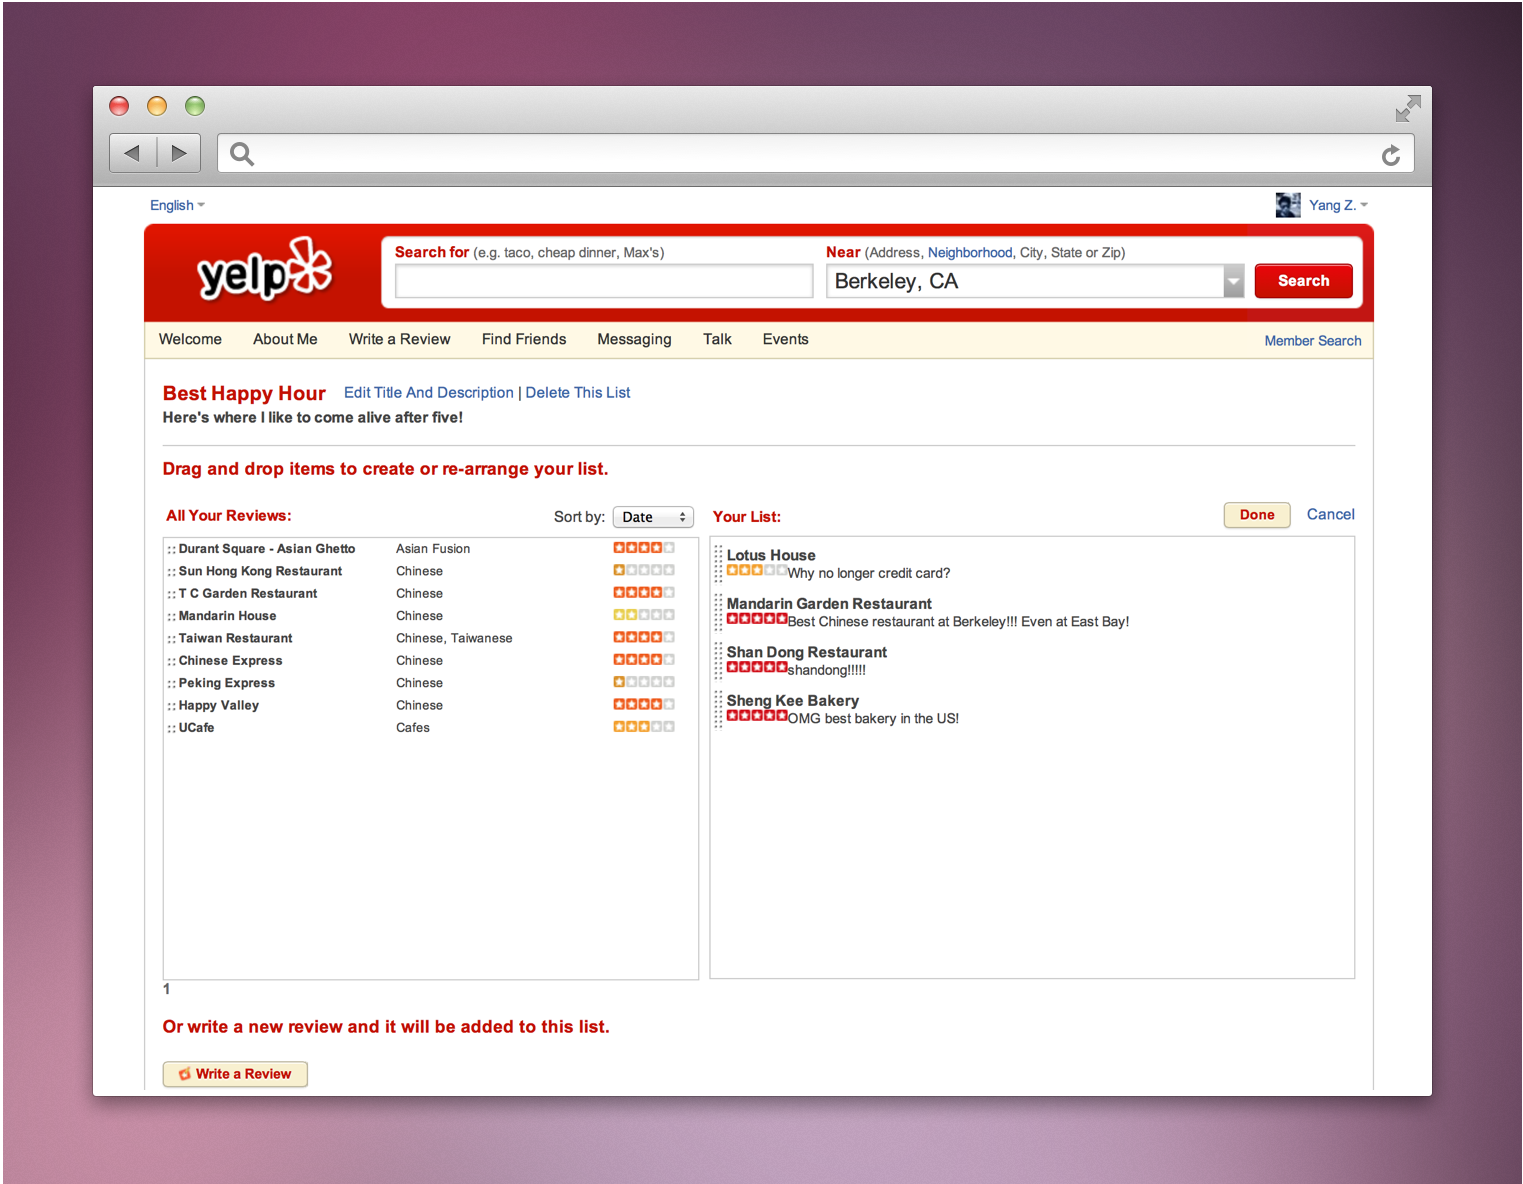 English
Yang Z.
yelp
Search for (e.g. taco, cheap dinner, Max's)
Near (Address, Neighborhood, City, State or Zip)
Berkeley, CA
Search
Welcome About Me Write a Review Find Friends Messaging Talk Events
Member Search
Best Happy Hour Edit Title And Description | Delete This List
Here's where I like to come alive after five!
Drag and drop items to create or re-arrange your list.
All Your Reviews:
Sort by: Date
Durant Square - Asian Ghetto Asian Fusion
Sun Hong Kong Restaurant Chinese
T C Garden Restaurant Chinese
Mandarin House Chinese
Taiwan Restaurant Chinese, Taiwanese
Chinese Express Chinese
Peking Express Chinese
Happy Valley Chinese
UCafe Cafes
1
Your List:
Done Cancel
Lotus House
Why no longer credit card?
Mandarin Garden Restaurant
Best Chinese restaurant at Berkeley!!! Even at East Bay!
Shan Dong Restaurant
shandong!!!!!
Sheng Kee Bakery
OMG best bakery in the US!
Or write a new review and it will be added to this list.
Write a Review